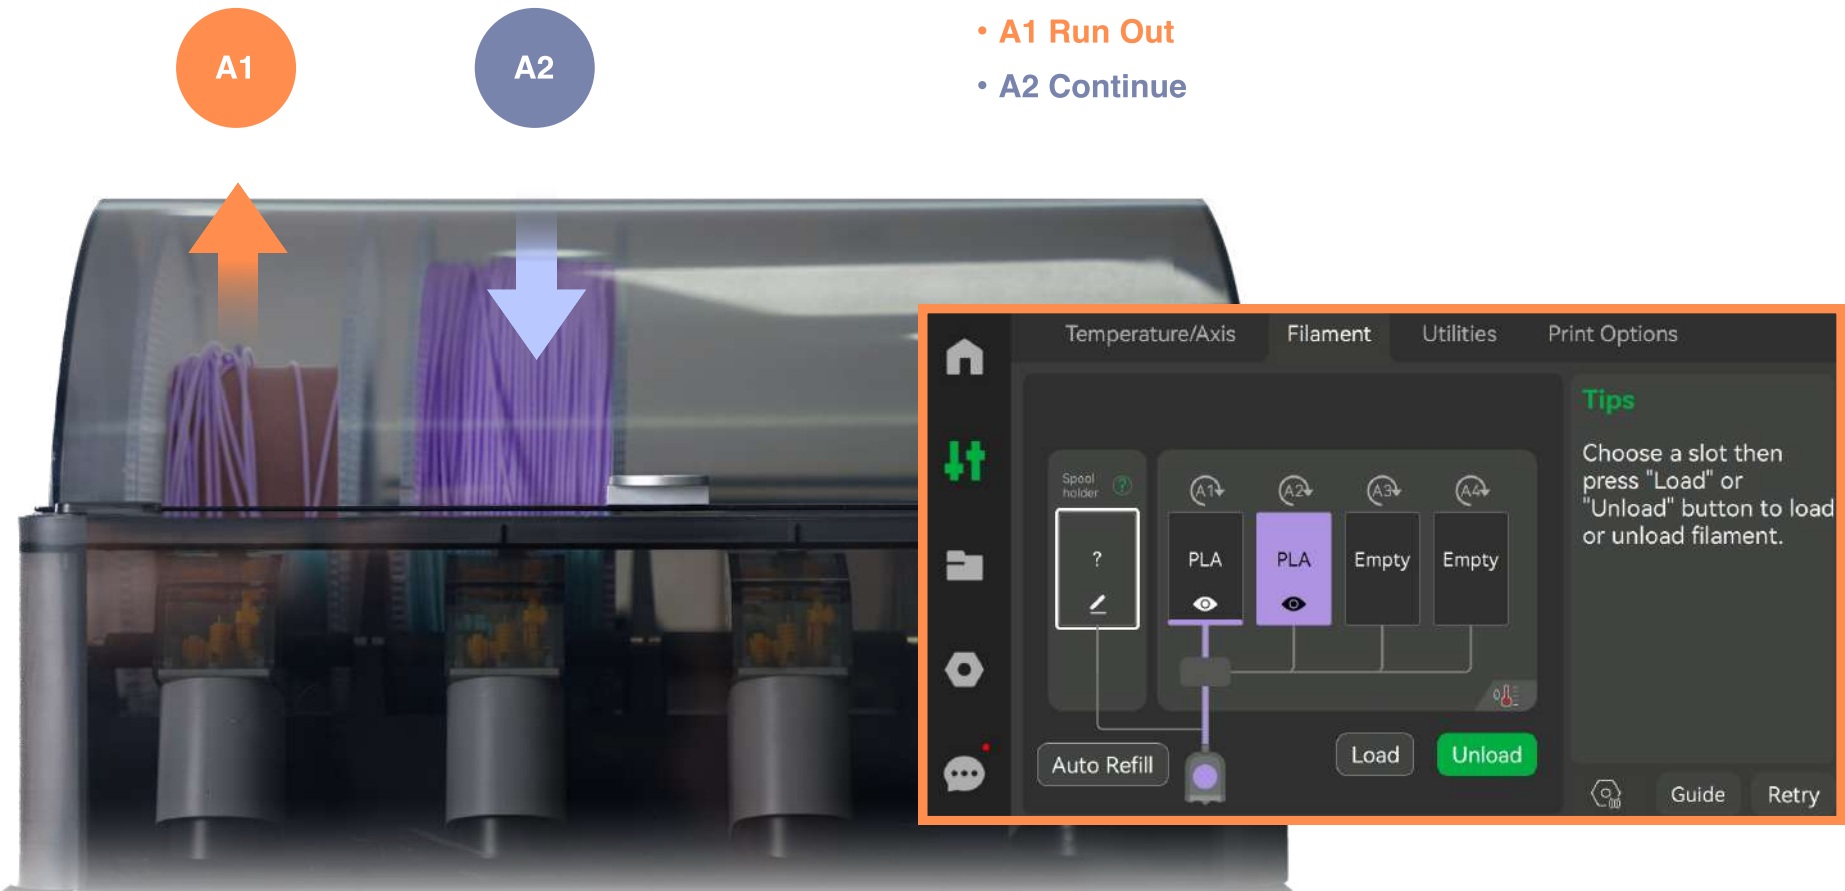 A1
A2
• A1 Run Out
• A2 Continue
Temperature/Axis
Filament
Utilities
Print Options
Spool
holder
?
A1
A2
A3
A4
?
PLA
PLA
Empty
Empty
Auto Refill
Load
Unload
Tips
Choose a slot then
press "Load" or
"Unload" button to load
or unload filament.
Guide
Retry